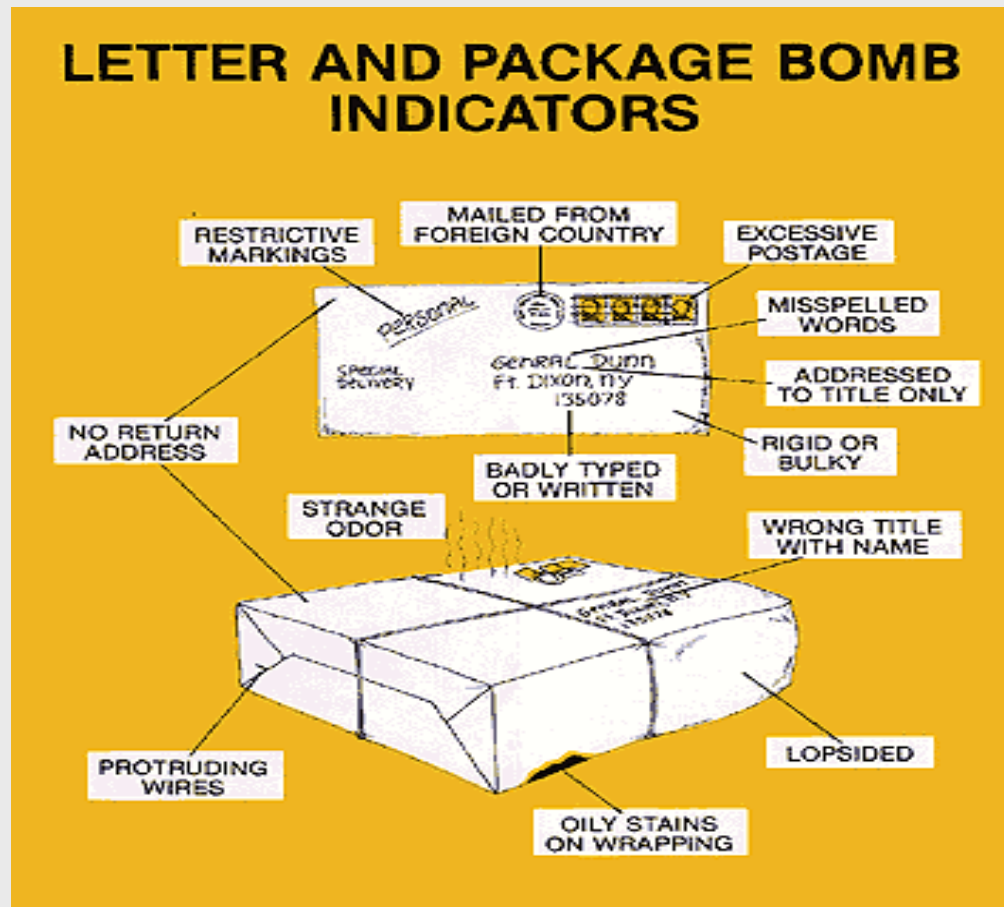 LETTER AND PACKAGE BOMB
INDICATORS
RESTRICTIVE
MARKINGS
MAILED FROM
FOREIGN COUNTRY
EXCESSIVE
POSTAGE
PERSONAL
SPECIAL
DELIVERY
GENRAL DUNN
FT. DIXON, NY
135078
MISSPELLED
WORDS
ADDRESSED
TO TITLE ONLY
NO RETURN
ADDRESS
BADLY TYPED
OR WRITTEN
RIGID OR
BULKY
STRANGE
ODOR
WRONG TITLE
WITH NAME
PROTRUDING
WIRES
LOPSIDED
OILY STAINS
ON WRAPPING